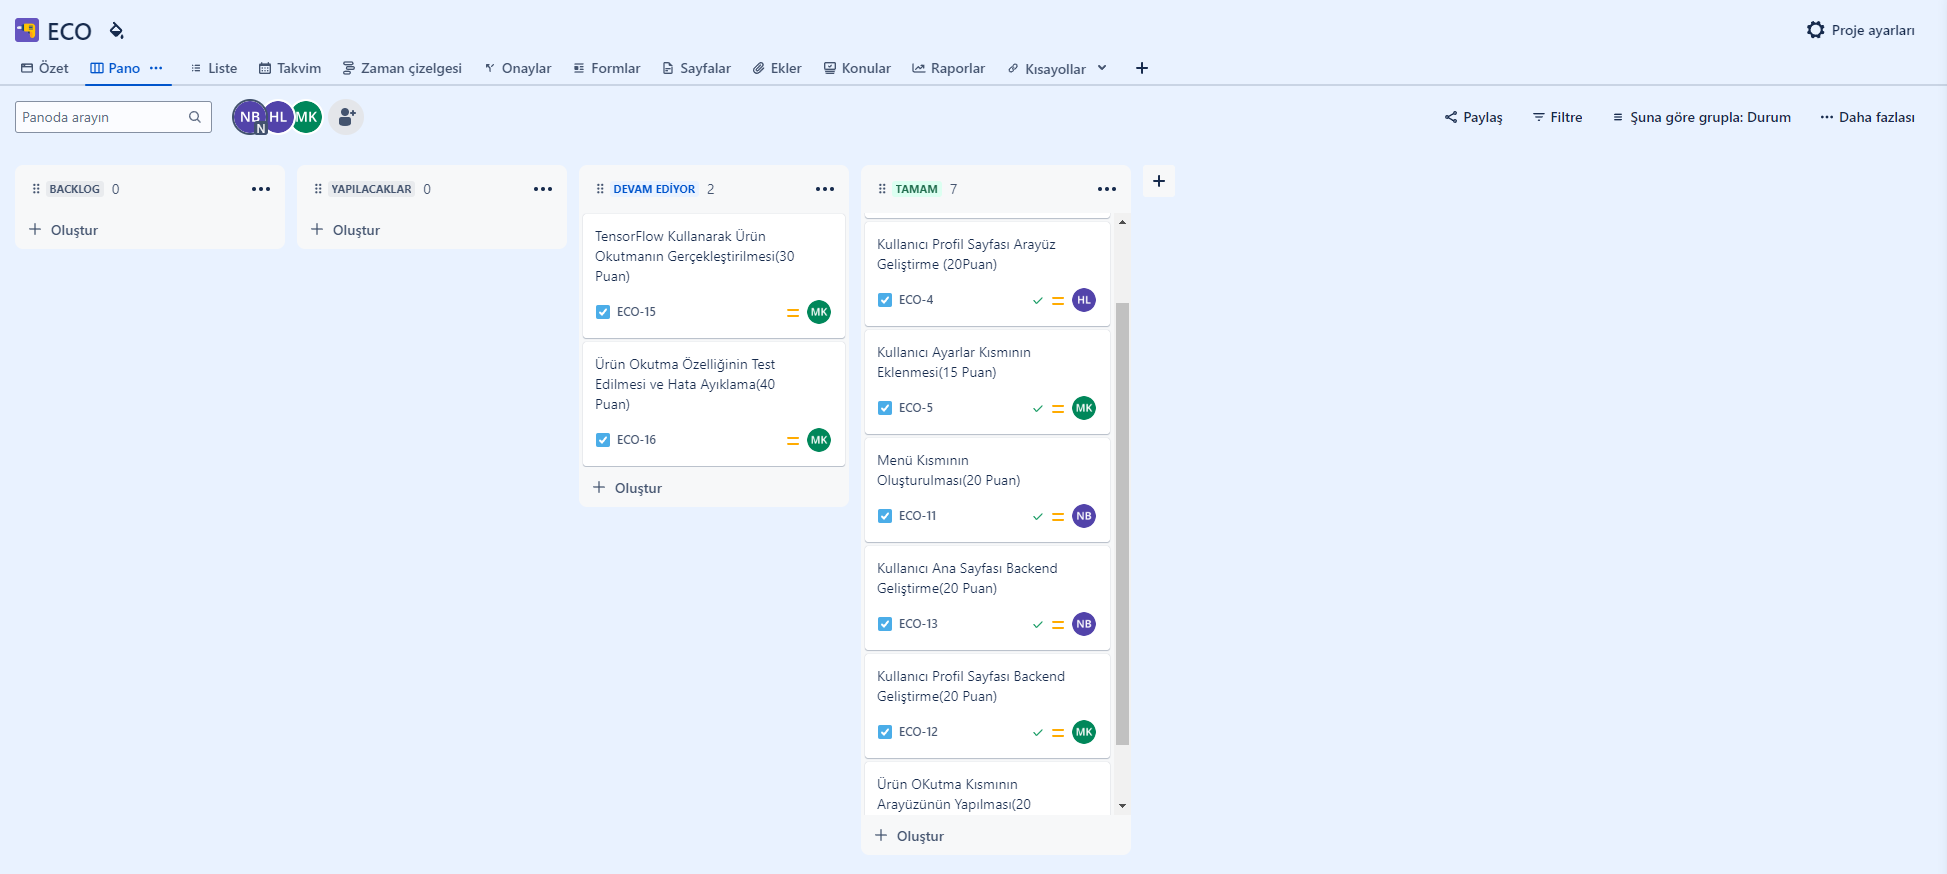 ECO
Proje ayarları
Özet
Pano
Liste
Takvim
Zaman çizelgesi
Onaylar
Formlar
Sayfalar
Ekler
Konular
Raporlar
Kısayollar
Panoda arayın
NB
N
HL
MK
Paylaş
Filtre
Şuna göre grupla: Durum
Daha fazlası
BACKLOG 0
Oluştur
YAPILACAKLAR 0
Oluştur
DEVAM EDİYOR 2
TensorFlow Kullanarak Ürün
Okutmanın Gerçekleştirilmesi(30
Puan)
ECO-15
MK
Ürün Okutma Özelliğinin Test
Edilmesi ve Hata Ayıklama(40
Puan)
ECO-16
MK
Oluştur
TAMAM 7
Kullanıcı Profil Sayfası Arayüz
Geliştirme (20Puan)
ECO-4
HL
Kullanıcı Ayarlar Kısmının
Eklenmesi(15 Puan)
ECO-5
MK
Menü Kısmının
Oluşturulması(20 Puan)
ECO-11
NB
Kullanıcı Ana Sayfası Backend
Geliştirme(20 Puan)
ECO-13
NB
Kullanıcı Profil Sayfası Backend
Geliştirme(20 Puan)
ECO-12
MK
Ürün OKutma Kısmının
Arayüzünün Yapılması(20
Oluştur